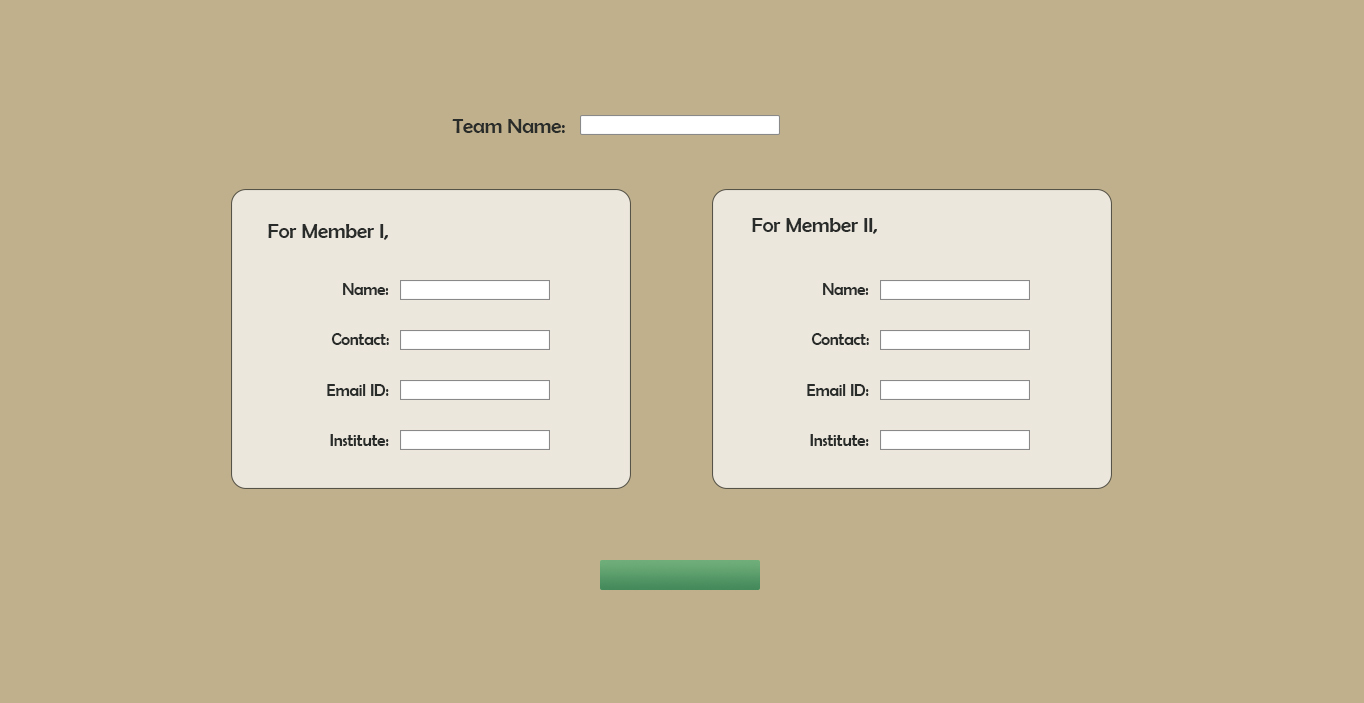 Team Name:
For Member I,
Name:
Contact:
Email ID:
Institute:
For Member II,
Name:
Contact:
Email ID:
Institute: